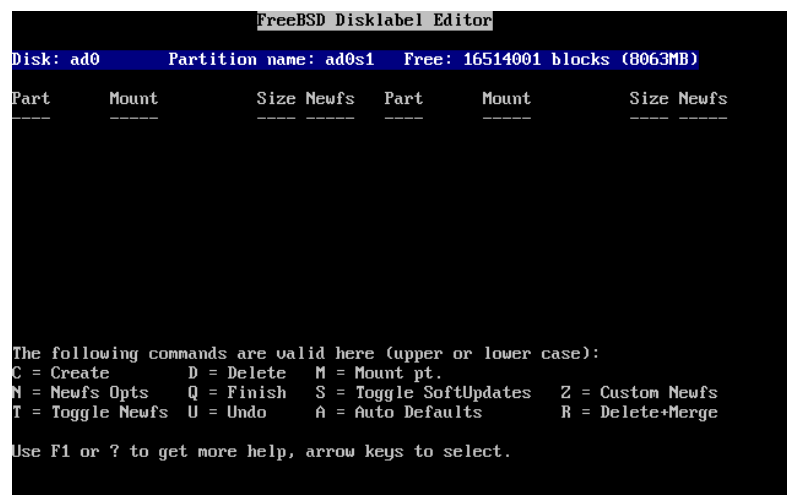 FreeBSD Disklabel Editor
Disk: ad0 Partition name: ad0s1 Free: 16514001 blocks (8063MB)
Part Mount Size Newfs Part Mount Size Newfs
---- ----- ---- ----- ---- ----- ---- -----
The following commands are valid here (upper or lower case):
C = Create D = Delete M = Mount pt.
N = Newfs Opts Q = Finish S = Toggle SoftUpdates Z = Custom Newfs
T = Toggle Newfs U = Undo A = Auto Defaults R = Delete+Merge
Use F1 or ? to get more help, arrow keys to select.